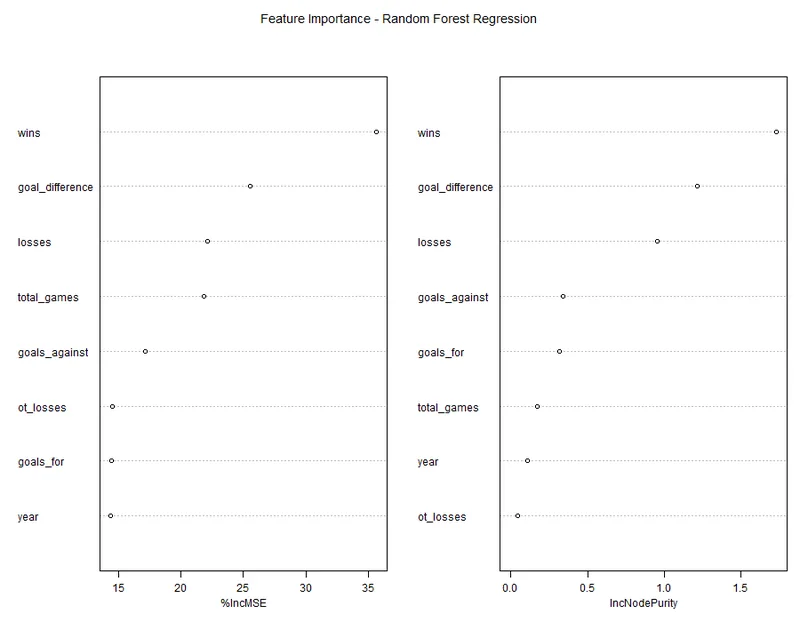 Feature Importance - Random Forest Regression
wins
goal_difference
losses
total_games
goals_against
ot_losses
goals_for
year
15 20 25 30 35
%IncMSE
wins
goal_difference
losses
goals_against
goals_for
total_games
year
ot_losses
0.0 0.5 1.0 1.5
IncNodePurity